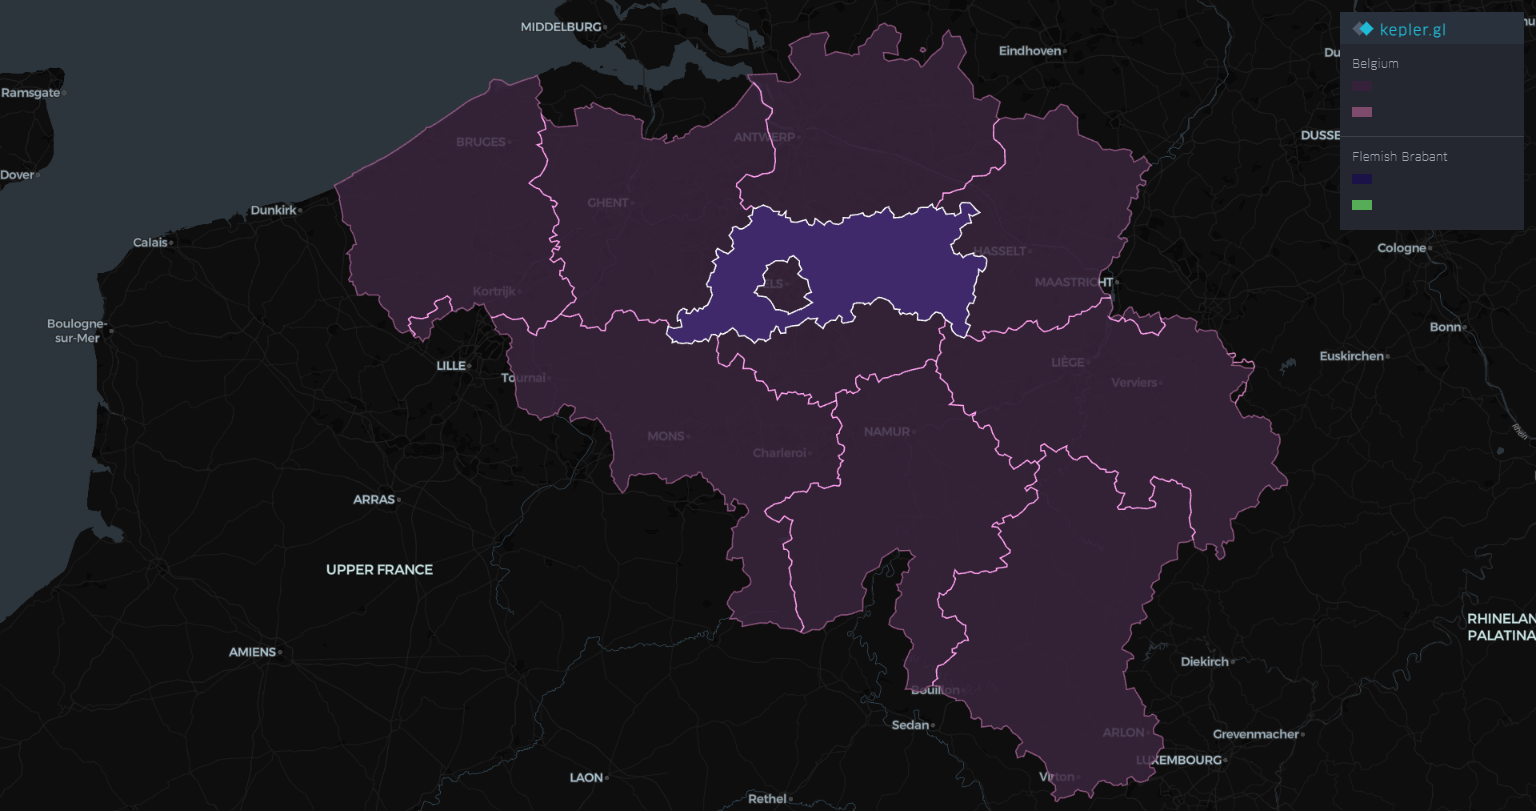 MIDDELBURG
Eindhoven
kepler.gl
Belgium
Ramsgate
BRUGES
ANTWERP
DUSSE
Flemish Brabant
Dover
Dunkirk
GHENT
Calais
HASSELT
Cologne
Kortrijk
ELS
MAASTRICHT
Boulogne-
sur-Mer
Bonn
LILLE
Tournai
LIÈGE
Verviers
Euskirchen
MONS
Charleroi
NAMUR
Rhein
ARRAS
UPPER FRANCE
RHINELAN
PALATINA
AMIENS
Diekirch
Bouillon
Sedan
ARLON
Grevenmacher
LUXEMBOURG
LAON
Virton
Rethel